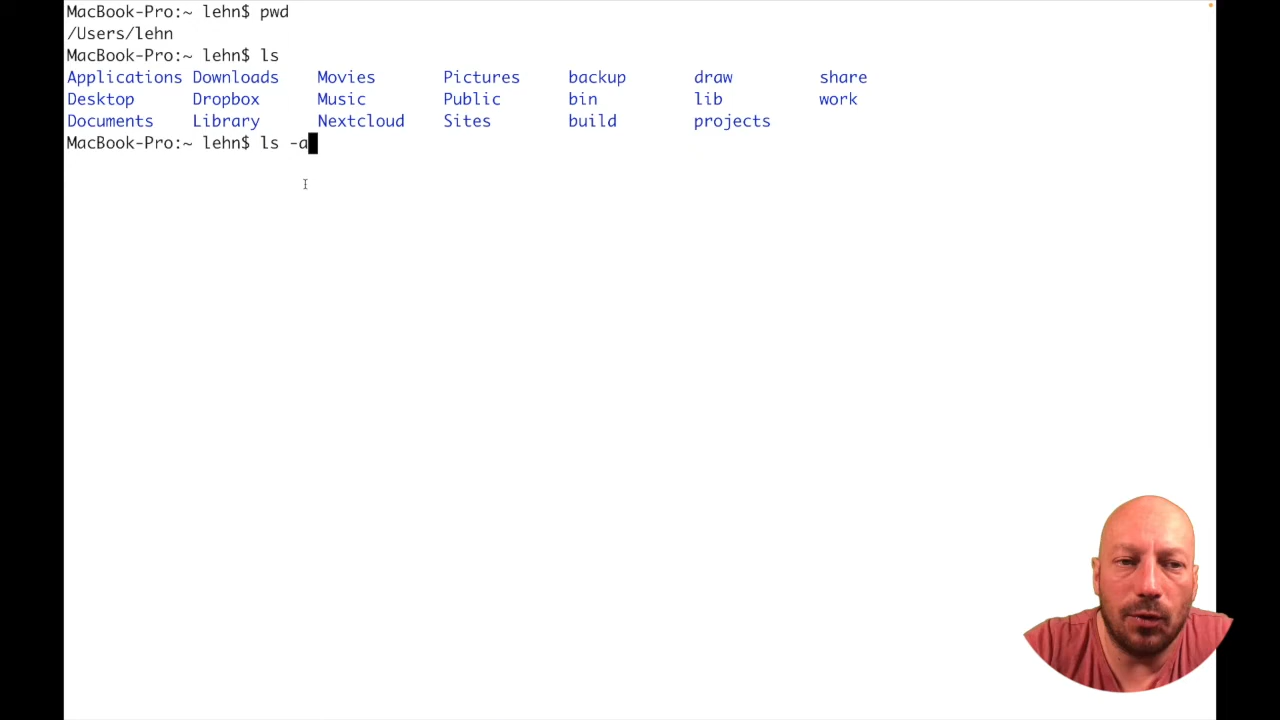 MacBook-Pro:~ lehn$ pwd
/Users/lehn
MacBook-Pro:~ lehn$ ls
Applications Downloads Movies Pictures backup draw share
Desktop Dropbox Music Public bin lib work
Documents Library Nextcloud Sites build projects
MacBook-Pro:~ lehn$ ls -a